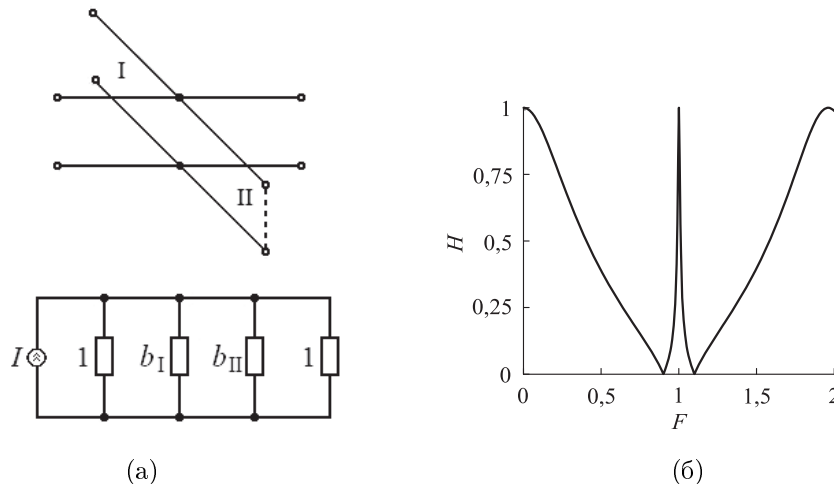 I
II
I 1 b_I b_II 1
(а)
H
1
0,75
0,5
0,25
0
0 0,5 1 1,5 2
F
(б)